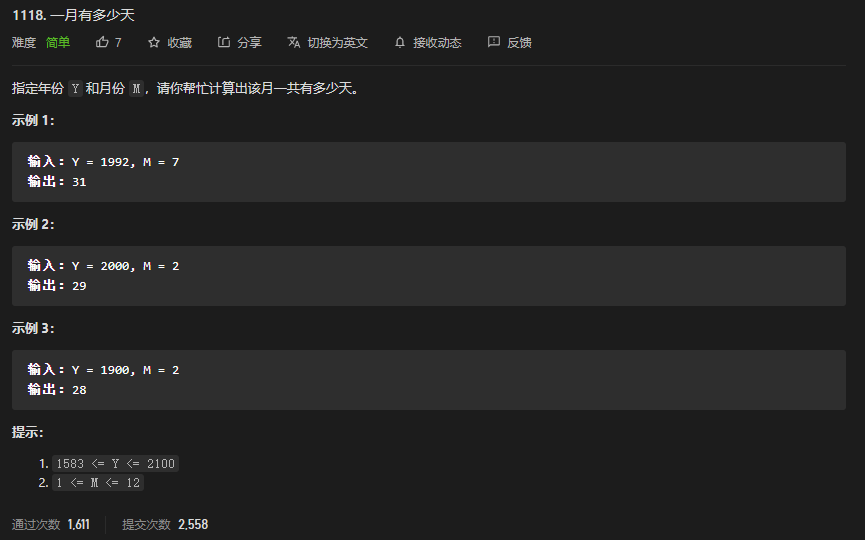 1118. 一月有多少天
难度 简单 7 收藏 分享 切换为英文 接收动态 反馈
指定年份 Y 和月份 M，请你帮忙计算出该月一共有多少天。
示例 1：
输入：Y = 1992, M = 7
输出：31
示例 2：
输入：Y = 2000, M = 2
输出：29
示例 3：
输入：Y = 1900, M = 2
输出：28
提示：
1. 1583 <= Y <= 2100
2. 1 <= M <= 12
通过次数 1,611 提交次数 2,558